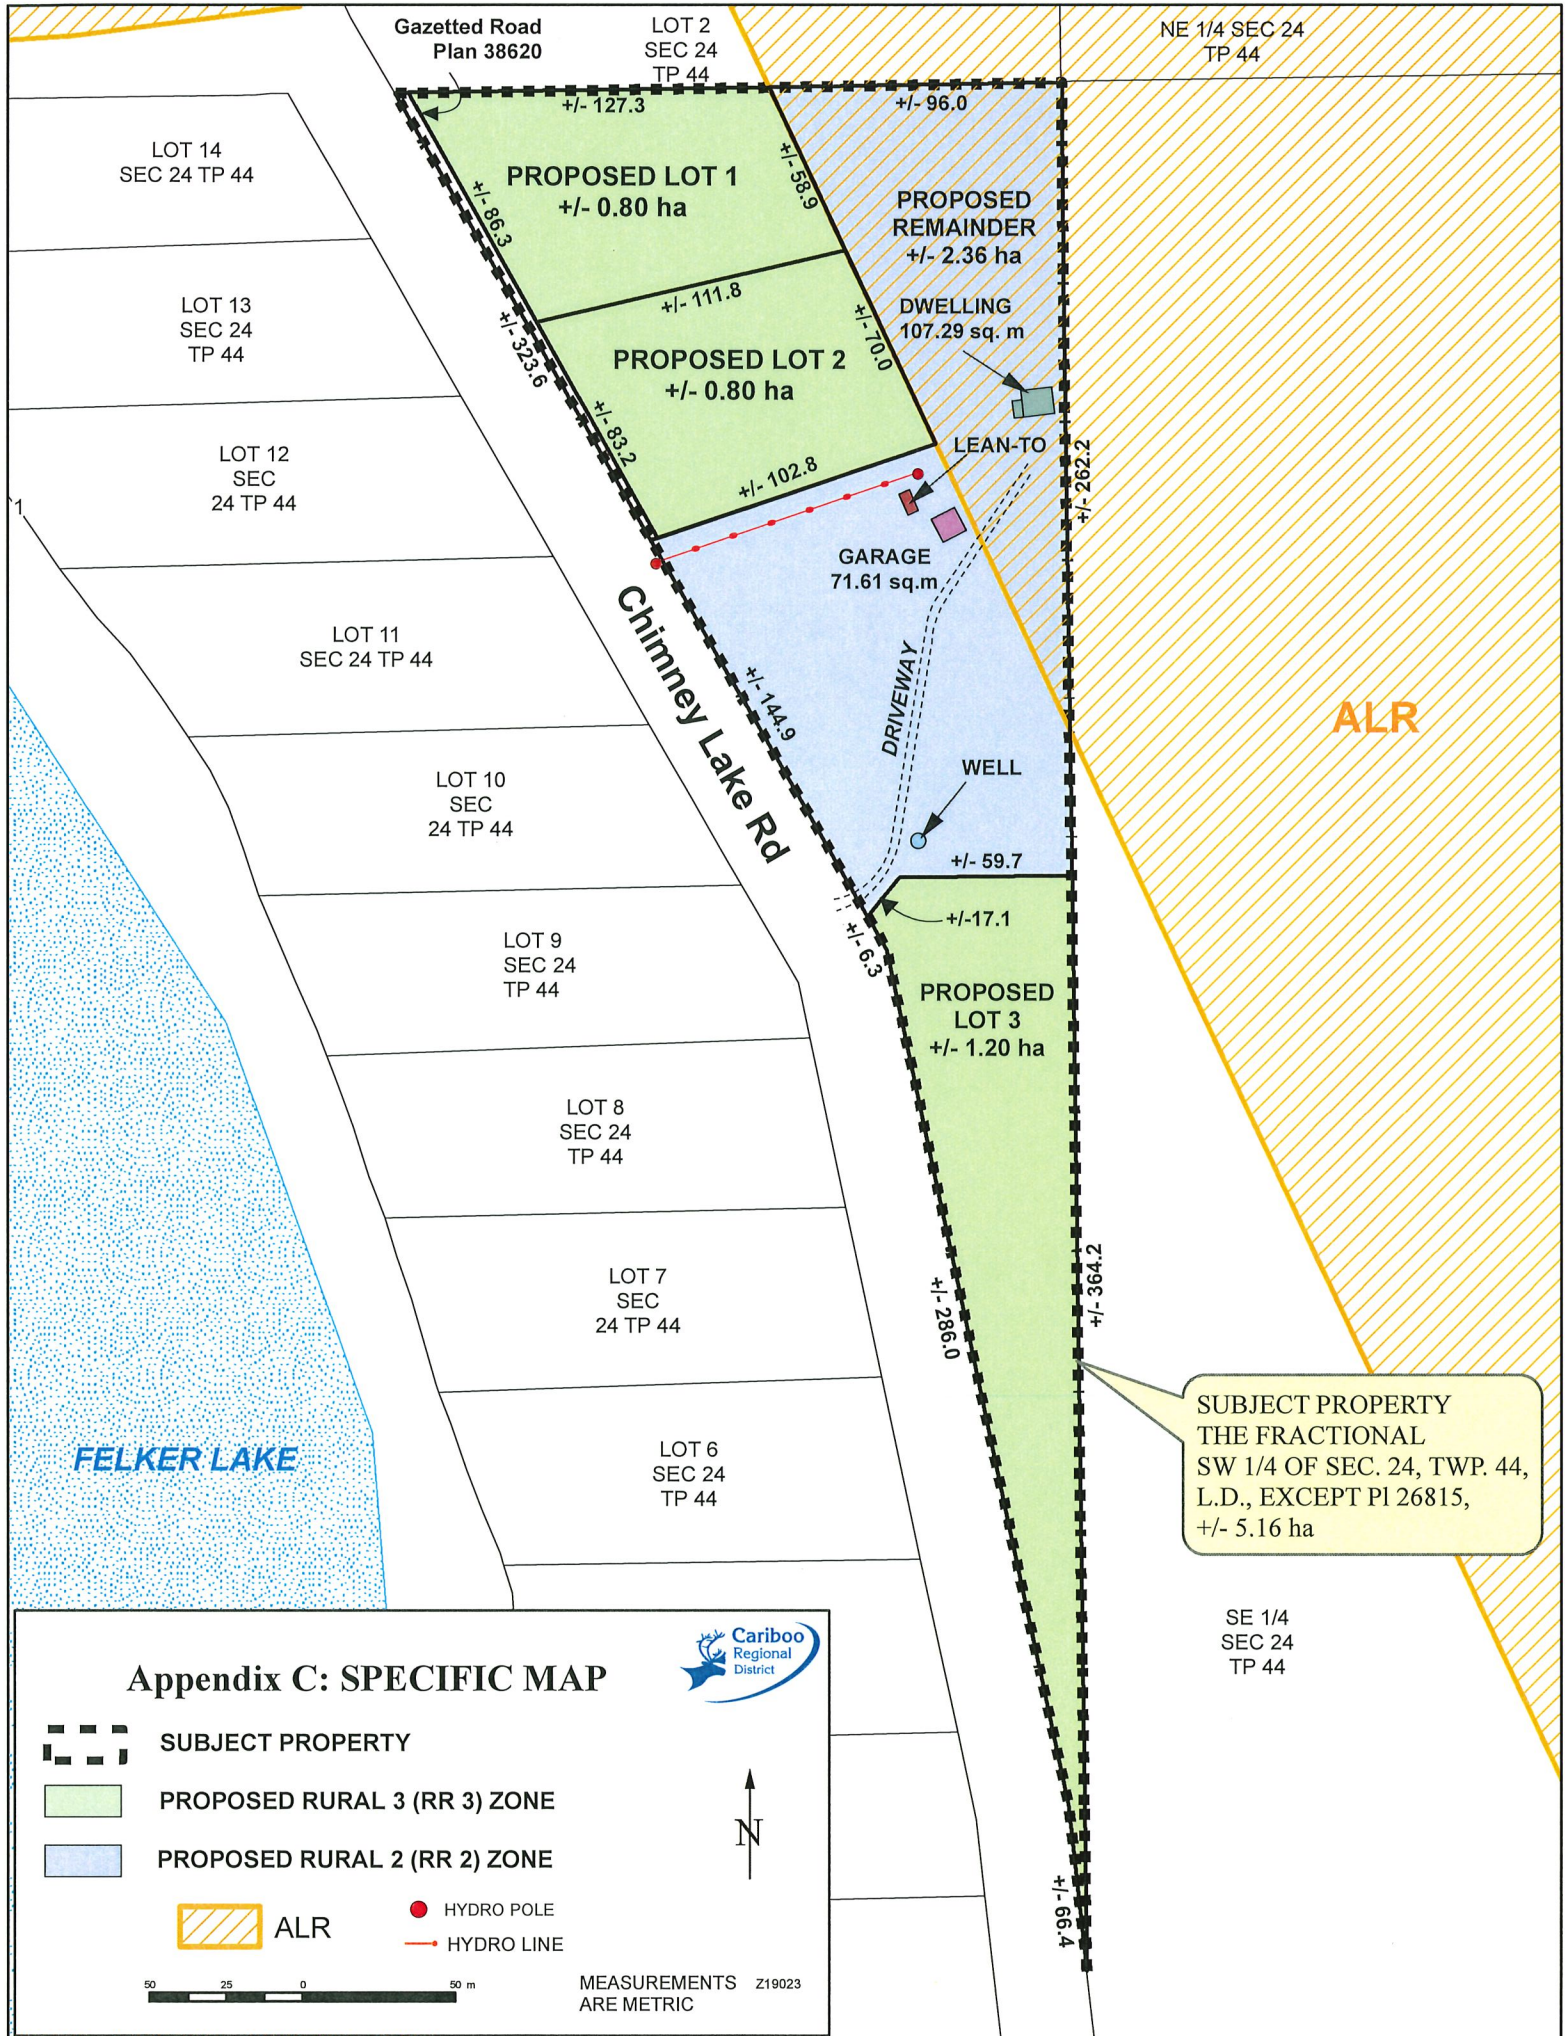 Gazetted Road
Plan 38620
LOT 2
SEC 24
TP 44
NE 1/4 SEC 24
TP 44
+/- 127.3
+/- 96.0
LOT 14
SEC 24 TP 44
PROPOSED LOT 1
+/- 0.80 ha
+/- 58.9
+/- 86.3
PROPOSED
REMAINDER
+/- 2.36 ha
+/- 111.8
LOT 13
SEC 24
TP 44
+/- 323.6
DWELLING
107.29 sq. m
+/- 70.0
PROPOSED LOT 2
+/- 0.80 ha
+/- 83.2
LEAN-TO
+/- 102.8
+/- 262.2
LOT 12
SEC
24 TP 44
1
GARAGE
71.61 sq.m
LOT 11
SEC 24 TP 44
Chimney Lake Rd
+/- 144.9
DRIVEWAY
ALR
WELL
LOT 10
SEC
24 TP 44
+/- 59.7
+/-17.1
+/- 6.3
LOT 9
SEC 24
TP 44
PROPOSED
LOT 3
+/- 1.20 ha
LOT 8
SEC 24
TP 44
+/- 286.0
+/- 364.2
LOT 7
SEC
24 TP 44
SUBJECT PROPERTY
THE FRACTIONAL
SW 1/4 OF SEC. 24, TWP. 44,
L.D., EXCEPT Pl 26815,
+/- 5.16 ha
FELKER LAKE
LOT 6
SEC 24
TP 44
SE 1/4
SEC 24
TP 44
+/- 66.4
Appendix C: SPECIFIC MAP
Cariboo
Regional
District
SUBJECT PROPERTY
PROPOSED RURAL 3 (RR 3) ZONE
PROPOSED RURAL 2 (RR 2) ZONE
N
ALR
HYDRO POLE
HYDRO LINE
50 25 0 50 m
MEASUREMENTS Z19023
ARE METRIC